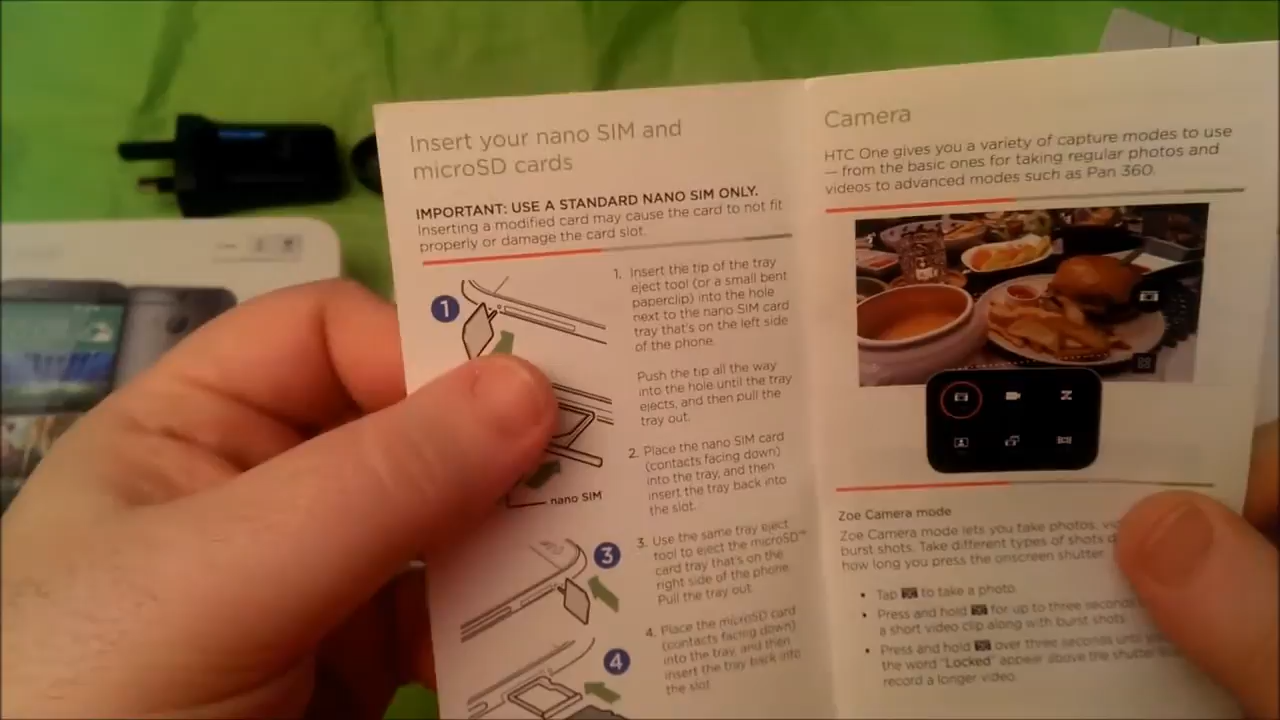 Insert your nano SIM and
microSD cards
IMPORTANT: USE A STANDARD NANO SIM ONLY.
Inserting a modified card may cause the card to not fit
properly or damage the card slot.
1
1. Insert the tip of the tray
eject tool (or a small bent
paperclip) into the hole
next to the nano SIM card
tray that's on the left side
of the phone.
Push the tip all the way
into the hole until the tray
ejects, and then pull the
tray out.
2. Place the nano SIM card
(contacts facing down)
into the tray, and then
insert the tray back into
the slot.
nano SIM
3
3. Use the same tray eject
tool to eject the microSD™
card tray that's on the
right side of the phone.
Pull the tray out.
4
4. Place the microSD card
(contacts facing down)
into the tray, and then
insert the tray back into
the slot.
Camera
HTC One gives you a variety of capture modes to use
— from the basic ones for taking regular photos and
videos to advanced modes such as Pan 360.
Zoe Camera mode
Zoe Camera mode lets you take photos,
burst shots. Take different types of shots
how long you press the onscreen shutter
• Tap to take a photo.
• Press and hold for up to three seconds
a short video clip along with burst shots.
• Press and hold over three seconds until
the word "Locked" appear above the shutter
record a longer video.